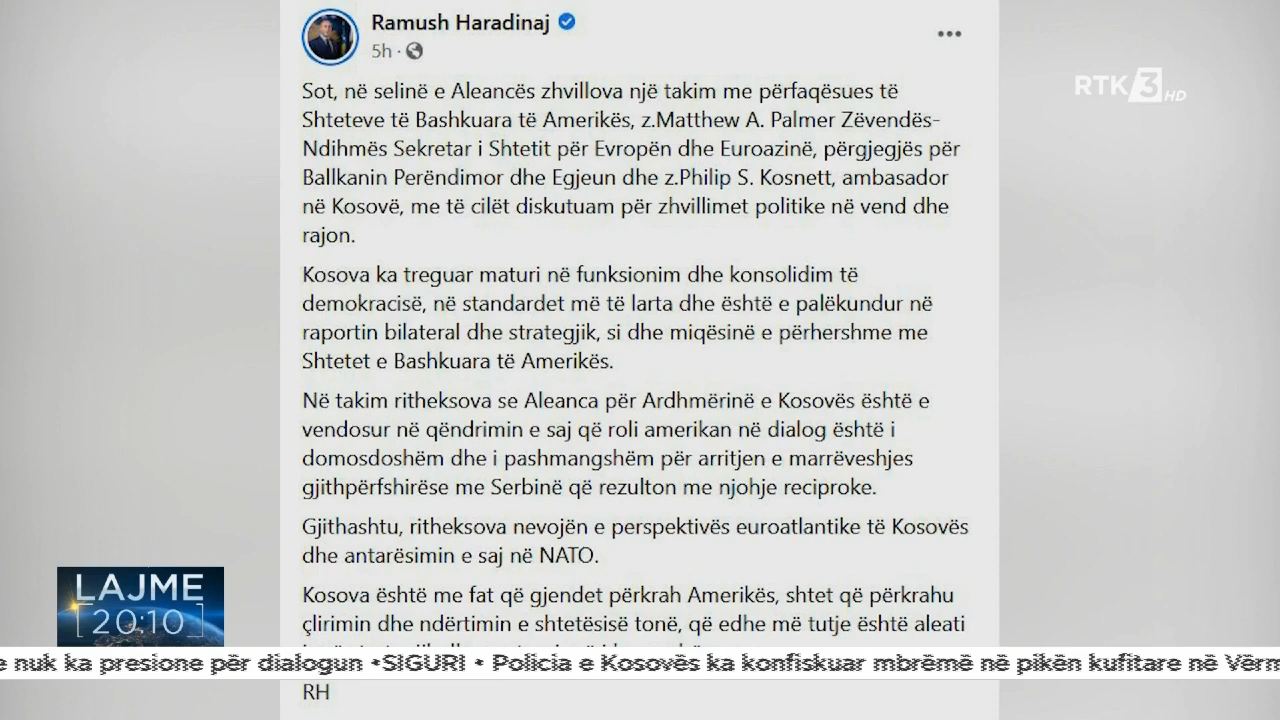 Ramush Haradinaj
5h
RTK 3 HD
Sot, në selinë e Aleancës zhvillova një takim me përfaqësues të
Shteteve të Bashkuara të Amerikës, z.Matthew A. Palmer Zëvendës-
Ndihmës Sekretar i Shtetit për Evropën dhe Euroazinë, përgjegjës për
Ballkanin Perëndimor dhe Egjeun dhe z.Philip S. Kosnett, ambasador
në Kosovë, me të cilët diskutuam për zhvillimet politike në vend dhe
rajon.
Kosova ka treguar maturi në funksionim dhe konsolidim të
demokracisë, në standardet më të larta dhe është e palëkundur në
raportin bilateral dhe strategjik, si dhe miqësinë e përhershme me
Shtetet e Bashkuara të Amerikës.
Në takim ritheksova se Aleanca për Ardhmërinë e Kosovës është e
vendosur në qëndrimin e saj që roli amerikan në dialog është i
domosdoshëm dhe i pashmangshëm për arritjen e marrëveshjes
gjithpërfshirëse me Serbinë që rezulton me njohje reciproke.
Gjithashtu, ritheksova nevojën e perspektivës euroatlantike të Kosovës
dhe antarësimin e saj në NATO.
Kosova është me fat që gjendet përkrah Amerikës, shtet që përkrahu
çlirimin dhe ndërtimin e shtetësisë tonë, që edhe më tutje është aleati
LAJME
[20:10]
e nuk ka presione për dialogun •SIGURI • Policia e Kosovës ka konfiskuar mbrëmë në pikën kufitare në Vërm
RH